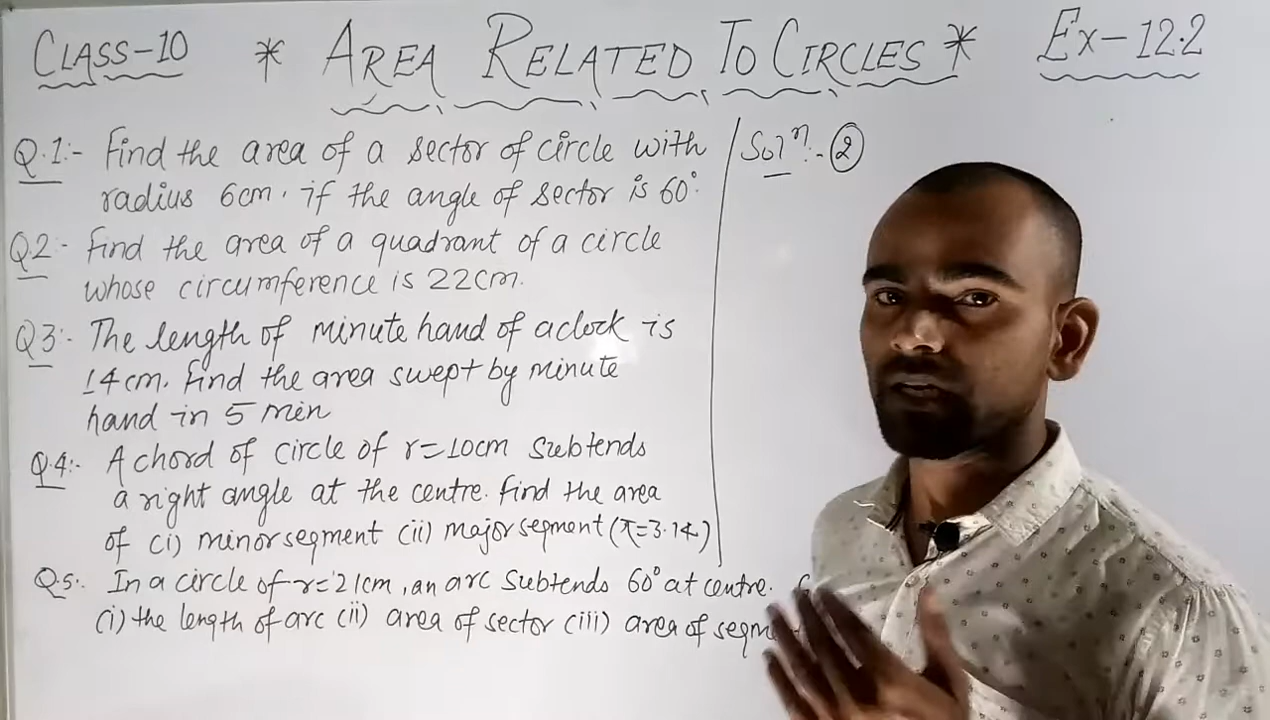 CLASS-10 * AREA RELATED TO CIRCLES * Ex-12.2
Q.1:- Find the area of a sector of circle with
radius 6cm. if the angle of sector is 60°.
Q.2:- Find the area of a quadrant of a circle
whose circumference is 22cm.
Q3:- The length of minute hand of a clock is
14cm. Find the area swept by minute
hand in 5 min
Q.4:- A chord of circle of r=10cm subtends
a right angle at the centre. Find the area
of (i) minor segment (ii) major segment (π=3.14)
Q.5:. In a circle of r=21cm, an arc subtends 60° at centre.
(i) the length of arc (ii) area of sector (iii) area of
Solⁿ:- ②